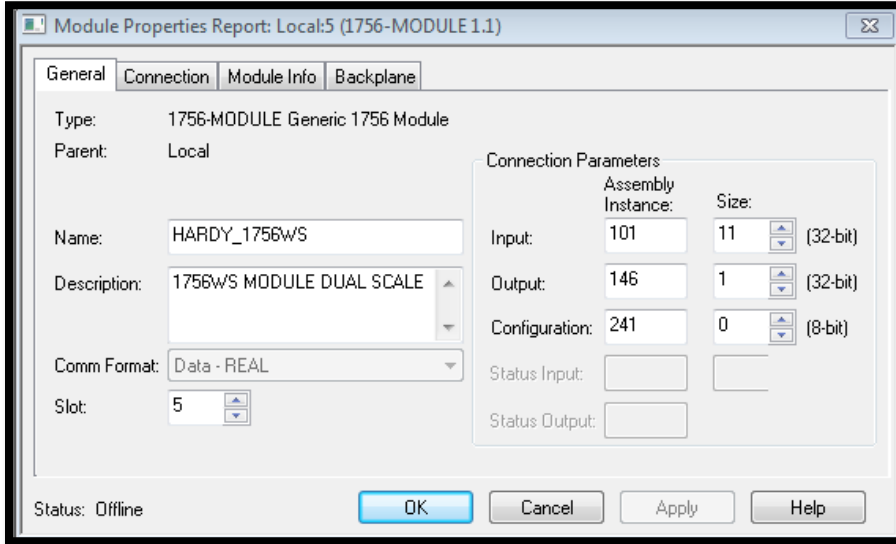 Module Properties Report: Local:5 (1756-MODULE 1.1)
General Connection Module Info Backplane
Type: 1756-MODULE Generic 1756 Module
Parent: Local
Connection Parameters
Assembly Instance: Size:
Name: HARDY_1756WS
Input: 101 11 (32-bit)
Description: 1756WS MODULE DUAL SCALE
Output: 146 1 (32-bit)
Configuration: 241 0 (8-bit)
Comm Format: Data - REAL
Status Input:
Slot: 5
Status Output:
Status: Offline
OK Cancel Apply Help